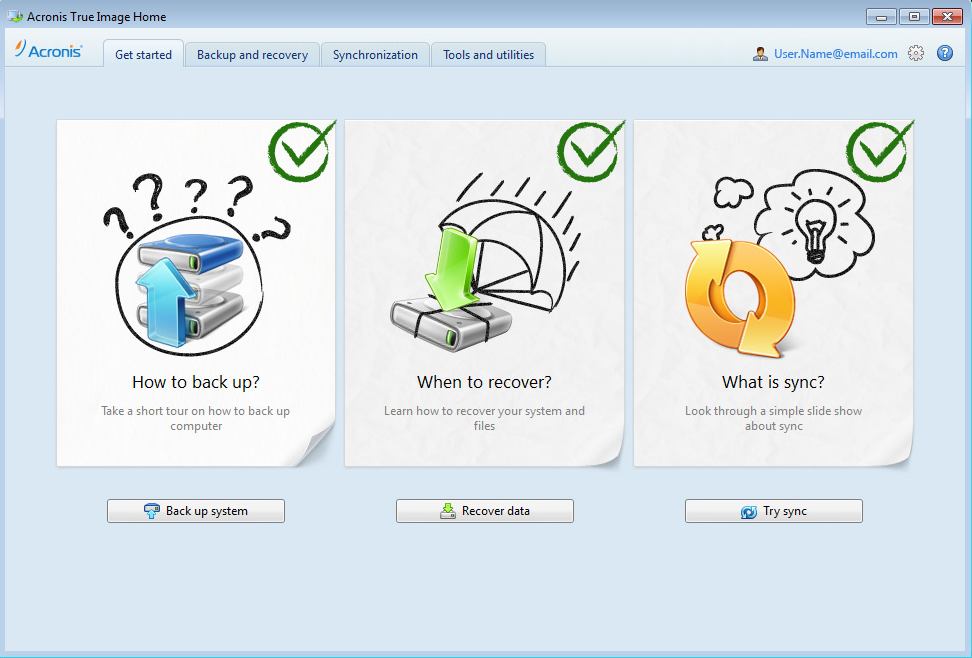 Acronis True Image Home
Acronis
Get started
Backup and recovery
Synchronization
Tools and utilities
User.Name@email.com
?
? ? ? ? ?
How to back up?
Take a short tour on how to back up
computer
When to recover?
Learn how to recover your system and
files
What is sync?
Look through a simple slide show
about sync
Back up system
Recover data
Try sync